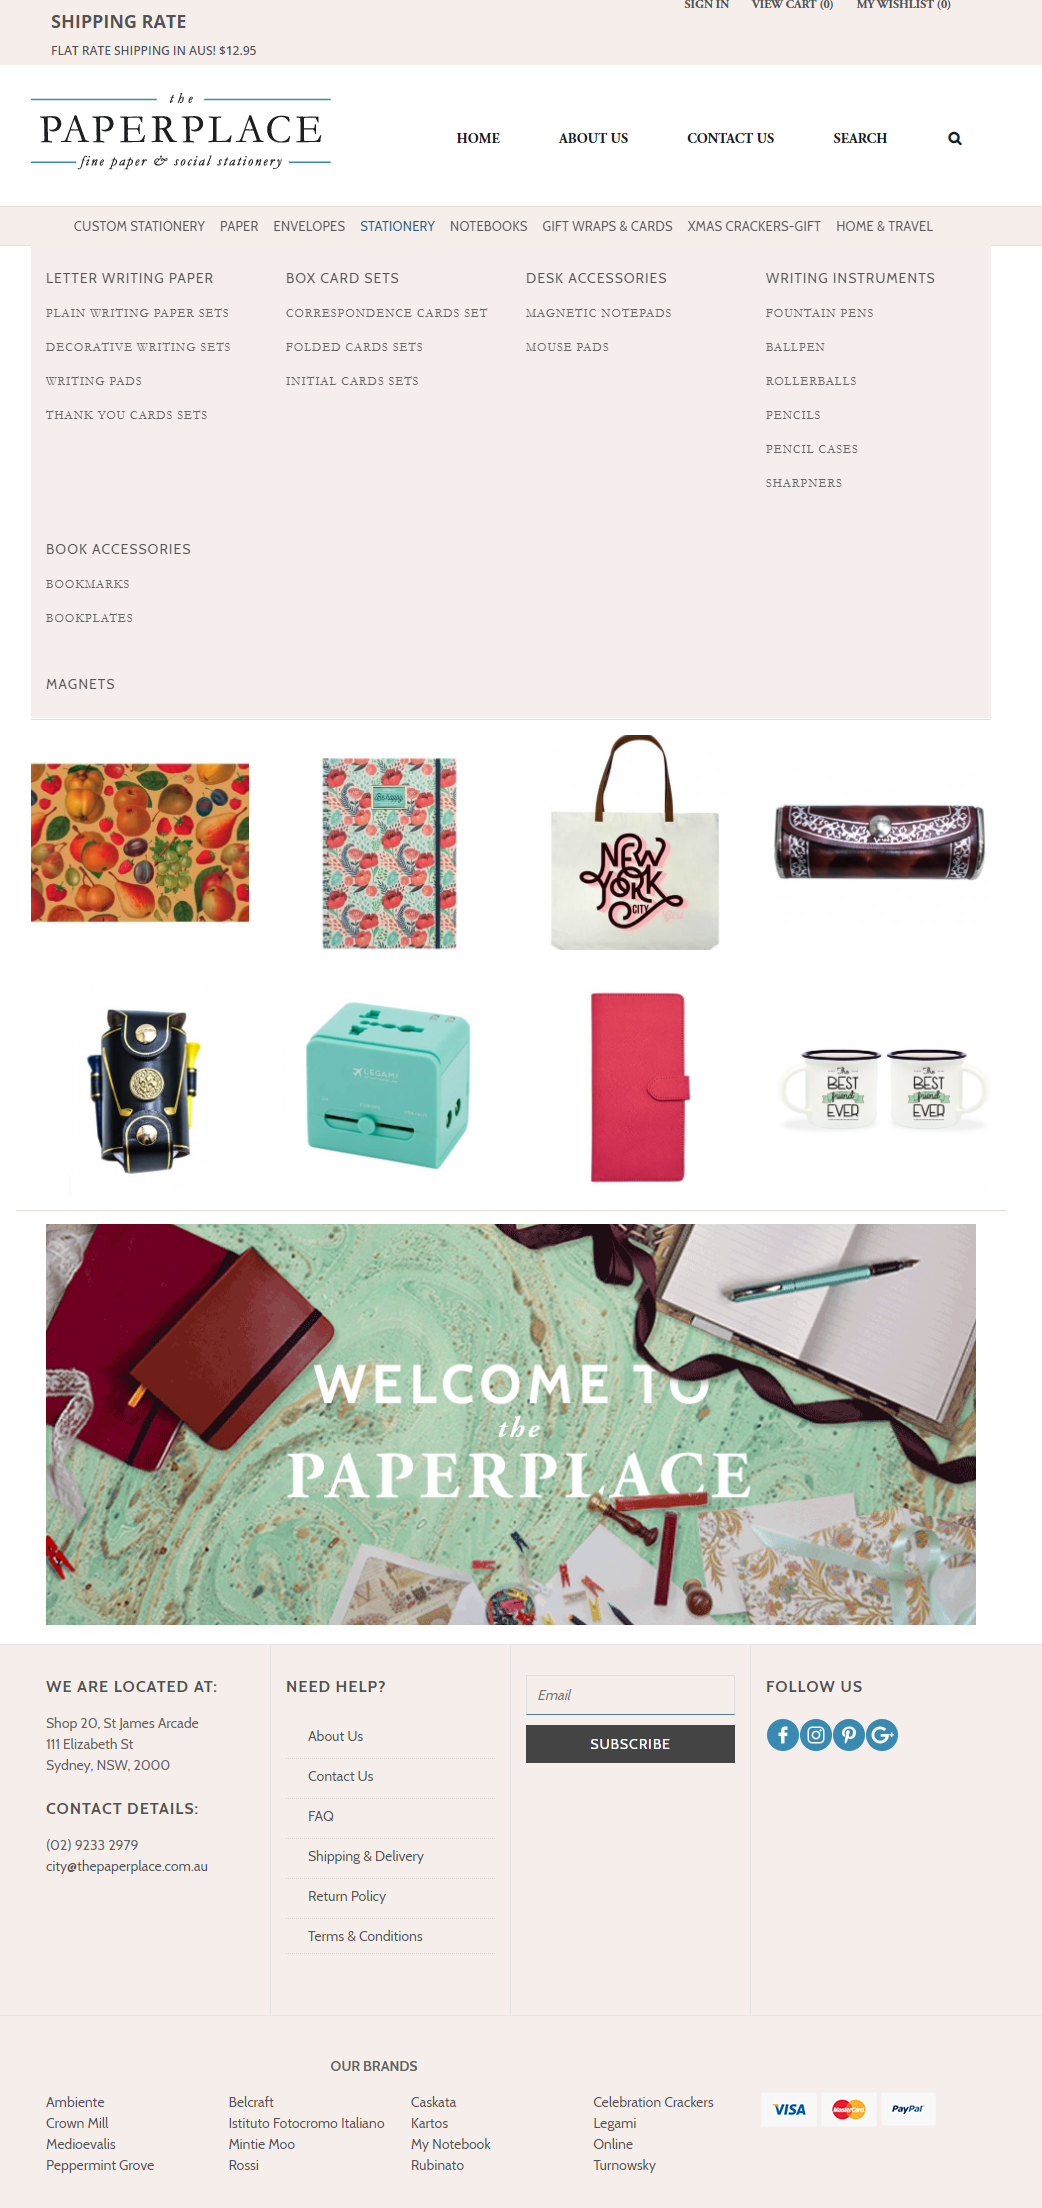 SIGN IN VIEW CART (0) MY WISHLIST (0)
SHIPPING RATE
FLAT RATE SHIPPING IN AUS! $12.95
the
PAPERPLACE
fine paper & social stationery
HOME ABOUT US CONTACT US SEARCH
CUSTOM STATIONERY PAPER ENVELOPES STATIONERY NOTEBOOKS GIFT WRAPS & CARDS XMAS CRACKERS-GIFT HOME & TRAVEL
LETTER WRITING PAPER
PLAIN WRITING PAPER SETS
DECORATIVE WRITING SETS
WRITING PADS
THANK YOU CARDS SETS
BOX CARD SETS
CORRESPONDENCE CARDS SET
FOLDED CARDS SETS
INITIAL CARDS SETS
DESK ACCESSORIES
MAGNETIC NOTEPADS
MOUSE PADS
WRITING INSTRUMENTS
FOUNTAIN PENS
BALLPEN
ROLLERBALLS
PENCILS
PENCIL CASES
SHARPNERS
BOOK ACCESSORIES
BOOKMARKS
BOOKPLATES
MAGNETS
Be happy
NEW
YORK
CITY Girl
LEGAMI
The
BEST
friend
EVER
The
BEST
friend
EVER
WELCOME TO
the
PAPERPLACE
WE ARE LOCATED AT:
Shop 20, St James Arcade
111 Elizabeth St
Sydney, NSW, 2000
CONTACT DETAILS:
(02) 9233 2979
city@thepaperplace.com.au
NEED HELP?
About Us
Contact Us
FAQ
Shipping & Delivery
Return Policy
Terms & Conditions
Email
SUBSCRIBE
FOLLOW US
OUR BRANDS
Ambiente
Crown Mill
Medioevalis
Peppermint Grove
Belcraft
Istituto Fotocromo Italiano
Mintie Moo
Rossi
Caskata
Kartos
My Notebook
Rubinato
Celebration Crackers
Legami
Online
Turnowsky
VISA MasterCard PayPal